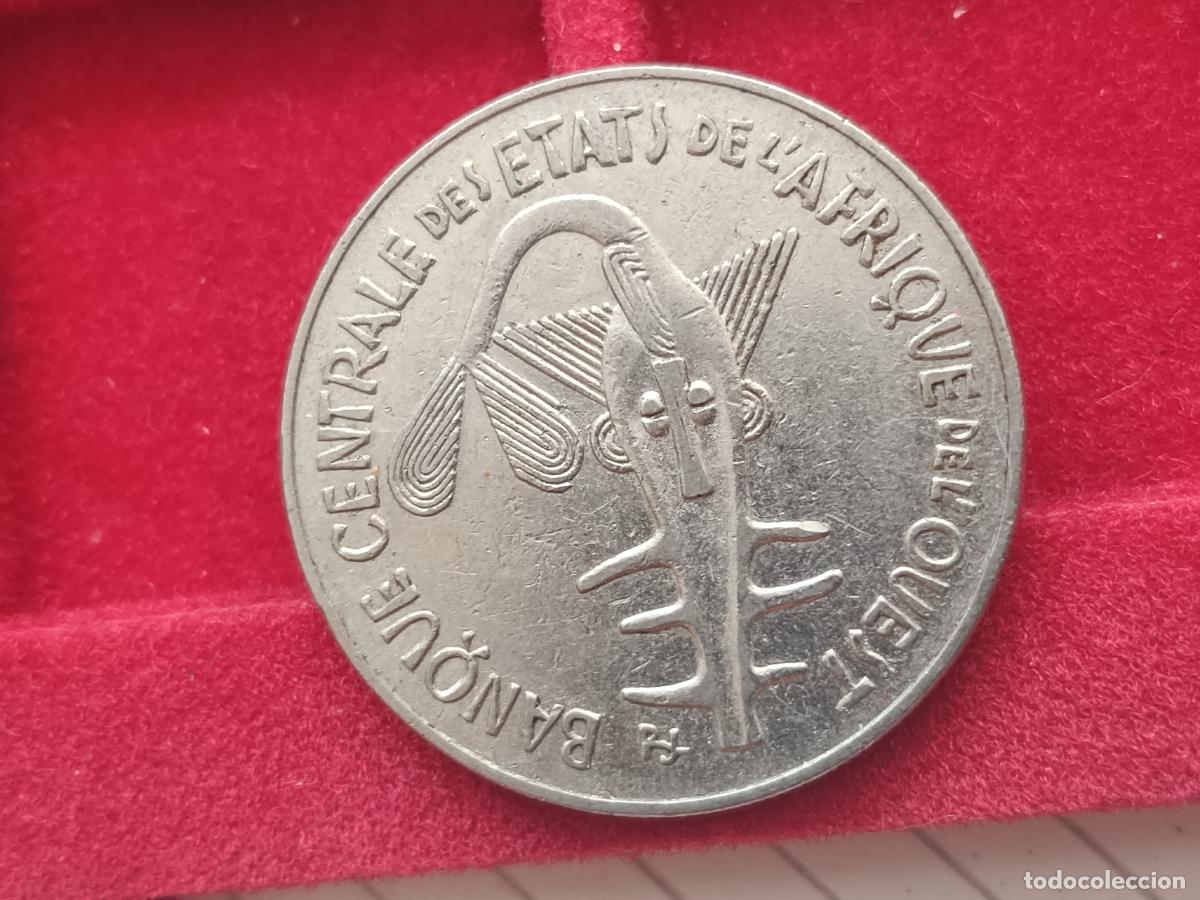 BANQUE CENTRALE DES ETATS DE L'AFRIQUE DE L'OUEST
todocoleccion